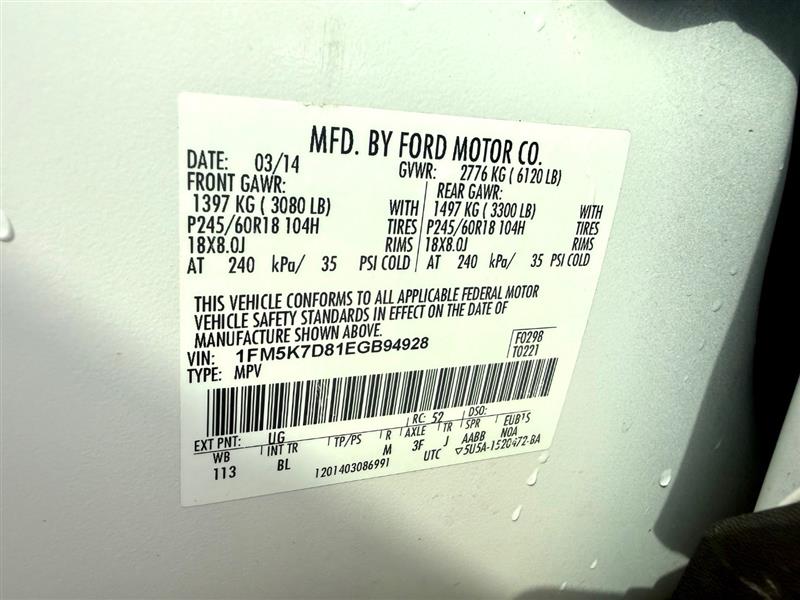 MFD. BY FORD MOTOR CO.
DATE: 03/14 GVWR: 2776 KG ( 6120 LB)
FRONT GAWR: REAR GAWR:
1397 KG ( 3080 LB) WITH 1497 KG ( 3300 LB) WITH
P245/60R18 104H TIRES P245/60R18 104H TIRES
18X8.0J RIMS 18X8.0J RIMS
AT 240 kPa/ 35 PSI COLD AT 240 kPa/ 35 PSI COLD
THIS VEHICLE CONFORMS TO ALL APPLICABLE FEDERAL MOTOR
VEHICLE SAFETY STANDARDS IN EFFECT ON THE DATE OF
MANUFACTURE SHOWN ABOVE.
F0298
VIN: 1FM5K7D81EGB94928
T0221
TYPE: MPV
EXT PNT: UG RC: 52 DSO:
WB INT TR TP/PS R AXLE TR SPR EUBTS
113 BL M 3F J AABB NOA
1201403086991 UTC ▽5U5A-1520472-BA